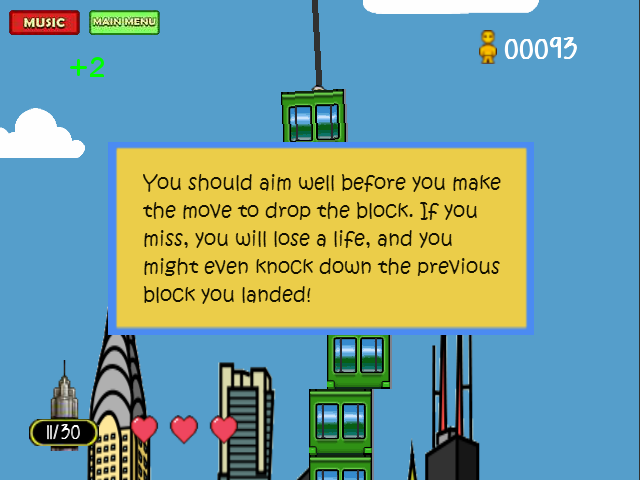 MUSIC
MAIN MENU
+2
00093
You should aim well before you make
the move to drop the block. If you
miss, you will lose a life, and you
might even knock down the previous
block you landed!
11/30